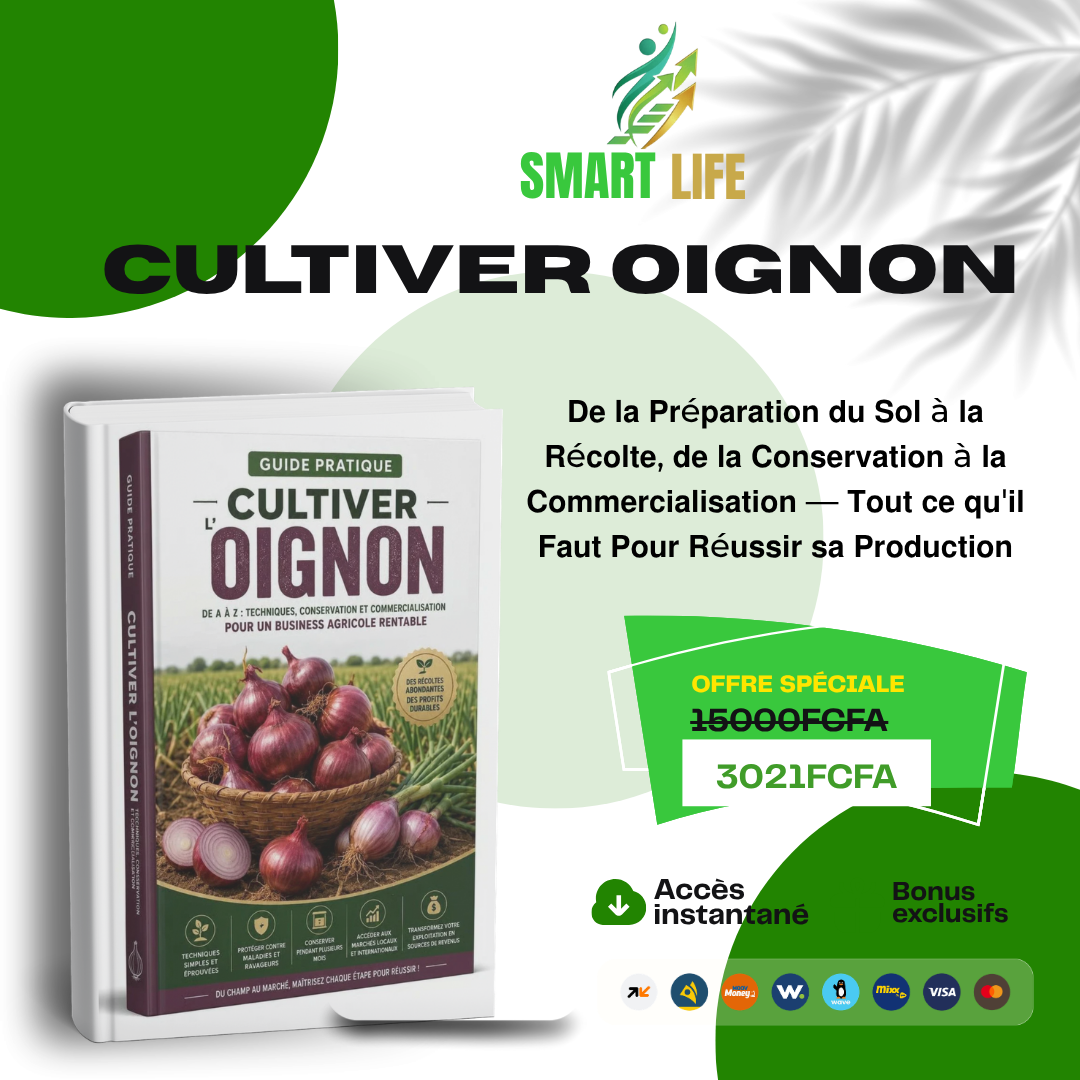 SMART LIFE
CULTIVER OIGNON
De la Préparation du Sol à la
Récolte, de la Conservation à la
Commercialisation — Tout ce qu'il
Faut Pour Réussir sa Production
GUIDE PRATIQUE
CULTIVER
L'OIGNON
DE A À Z : TECHNIQUES, CONSERVATION ET COMMERCIALISATION
POUR UN BUSINESS AGRICOLE RENTABLE
DES RÉCOLTES
ABONDANTES
DES PROFITS
DURABLES
TECHNIQUES
SIMPLES ET
ÉPROUVÉES
PROTÉGER CONTRE
MALADIES ET
RAVAGEURS
CONSERVER
PENDANT PLUSIEURS
MOIS
ACCÉDER AUX
MARCHÉS LOCAUX
ET INTERNATIONAUX
TRANSFORMEZ VOTRE
EXPLOITATION EN
SOURCES DE REVENUS
DU CHAMP AU MARCHÉ, MAÎTRISEZ CHAQUE ÉTAPE POUR RÉUSSIR !
GUIDE PRATIQUE
CULTIVER L'OIGNON
TECHNIQUES, CONSERVATION
ET COMMERCIALISATION
OFFRE SPÉCIALE
15000FCFA
3021FCFA
Accès
instantané
Bonus
exclusifs
MOOV
Money
W.
wave
Mixx
VISA